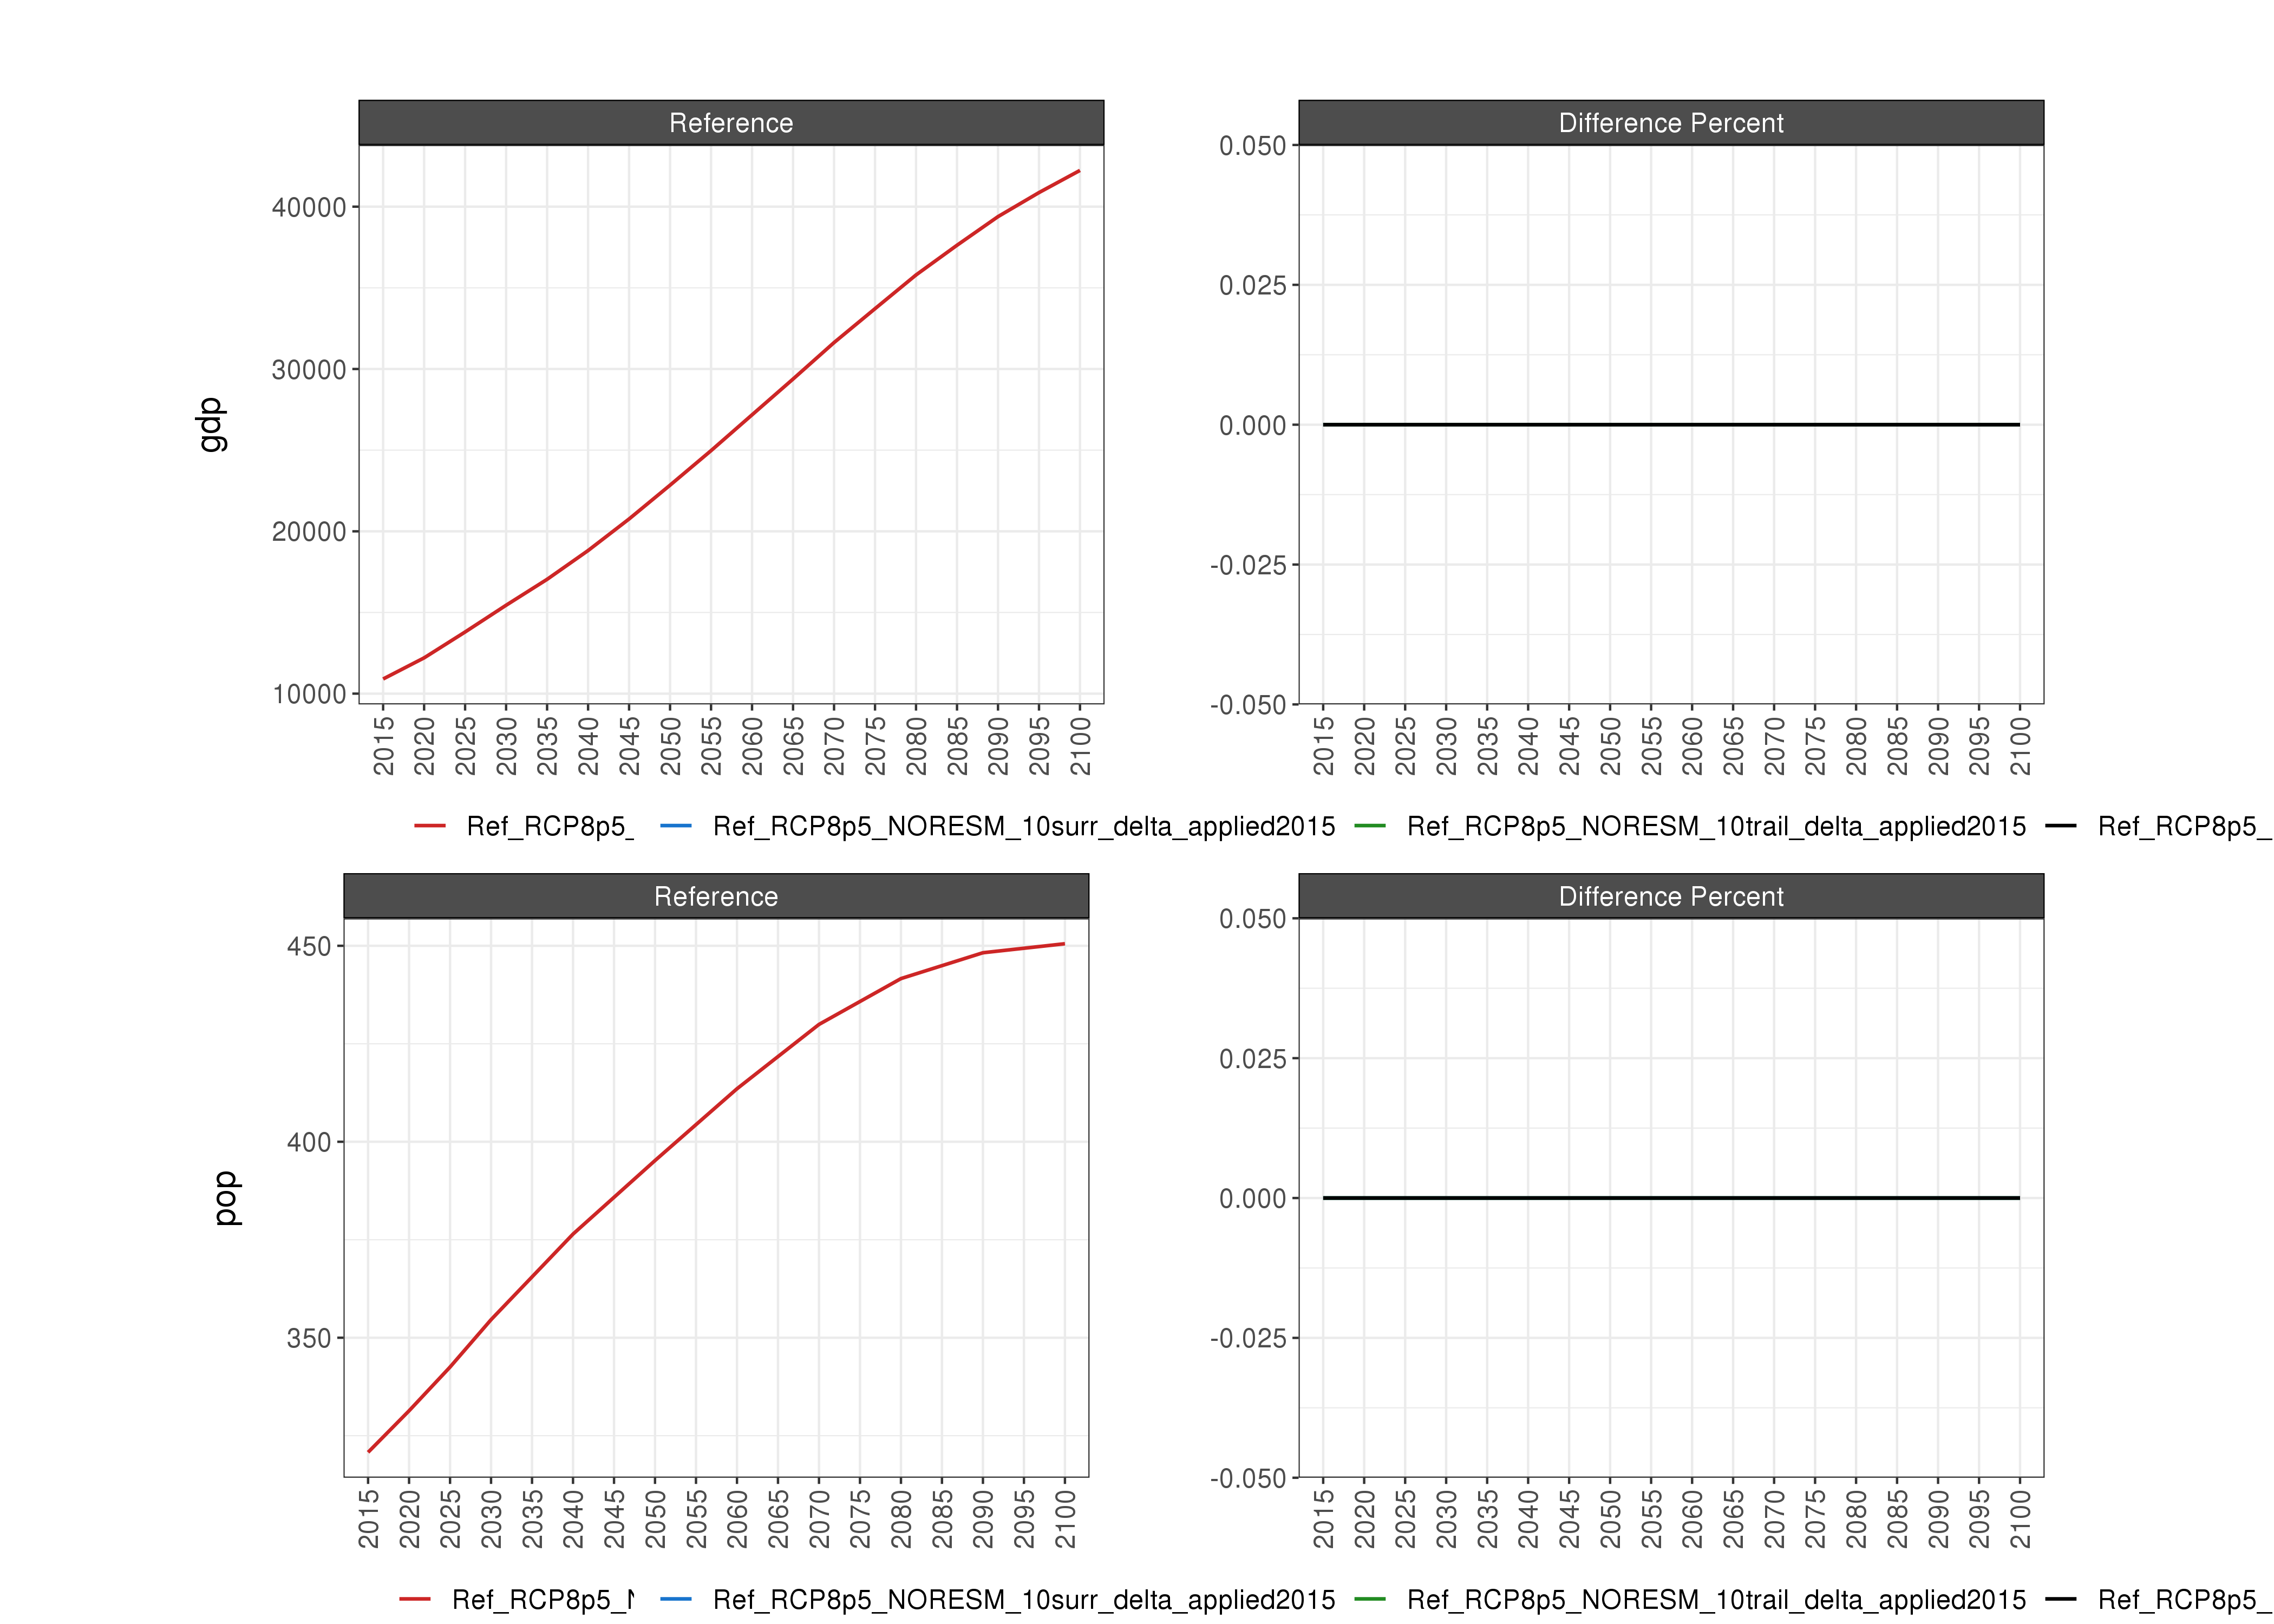 Reference
Difference Percent
gdp
40000
30000
20000
10000
0.050
0.025
0.000
-0.025
-0.050
2015 2020 2025 2030 2035 2040 2045 2050 2055 2060 2065 2070 2075 2080 2085 2090 2095 2100
2015 2020 2025 2030 2035 2040 2045 2050 2055 2060 2065 2070 2075 2080 2085 2090 2095 2100
Ref_RCP8p5_ Ref_RCP8p5_NORESM_10surr_delta_applied2015 Ref_RCP8p5_NORESM_10trail_delta_applied2015 Ref_RCP8p5_
Reference
Difference Percent
pop
450
400
350
0.050
0.025
0.000
-0.025
-0.050
2015 2020 2025 2030 2035 2040 2045 2050 2055 2060 2065 2070 2075 2080 2085 2090 2095 2100
2015 2020 2025 2030 2035 2040 2045 2050 2055 2060 2065 2070 2075 2080 2085 2090 2095 2100
Ref_RCP8p5_N Ref_RCP8p5_NORESM_10surr_delta_applied2015 Ref_RCP8p5_NORESM_10trail_delta_applied2015 Ref_RCP8p5_